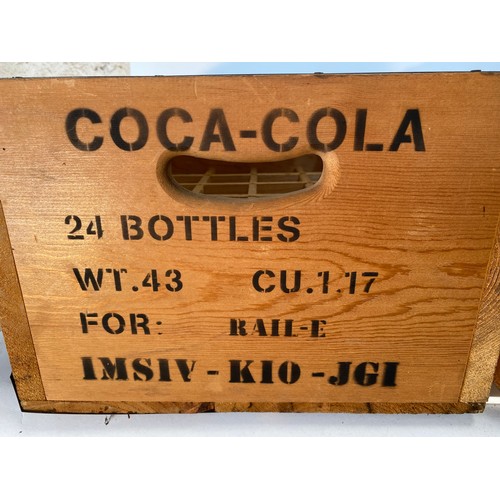 COCA-COLA
24 BOTTLES
WT.43 CU.1.17
FOR: RAIL-E
IMSIV-K10-JGI